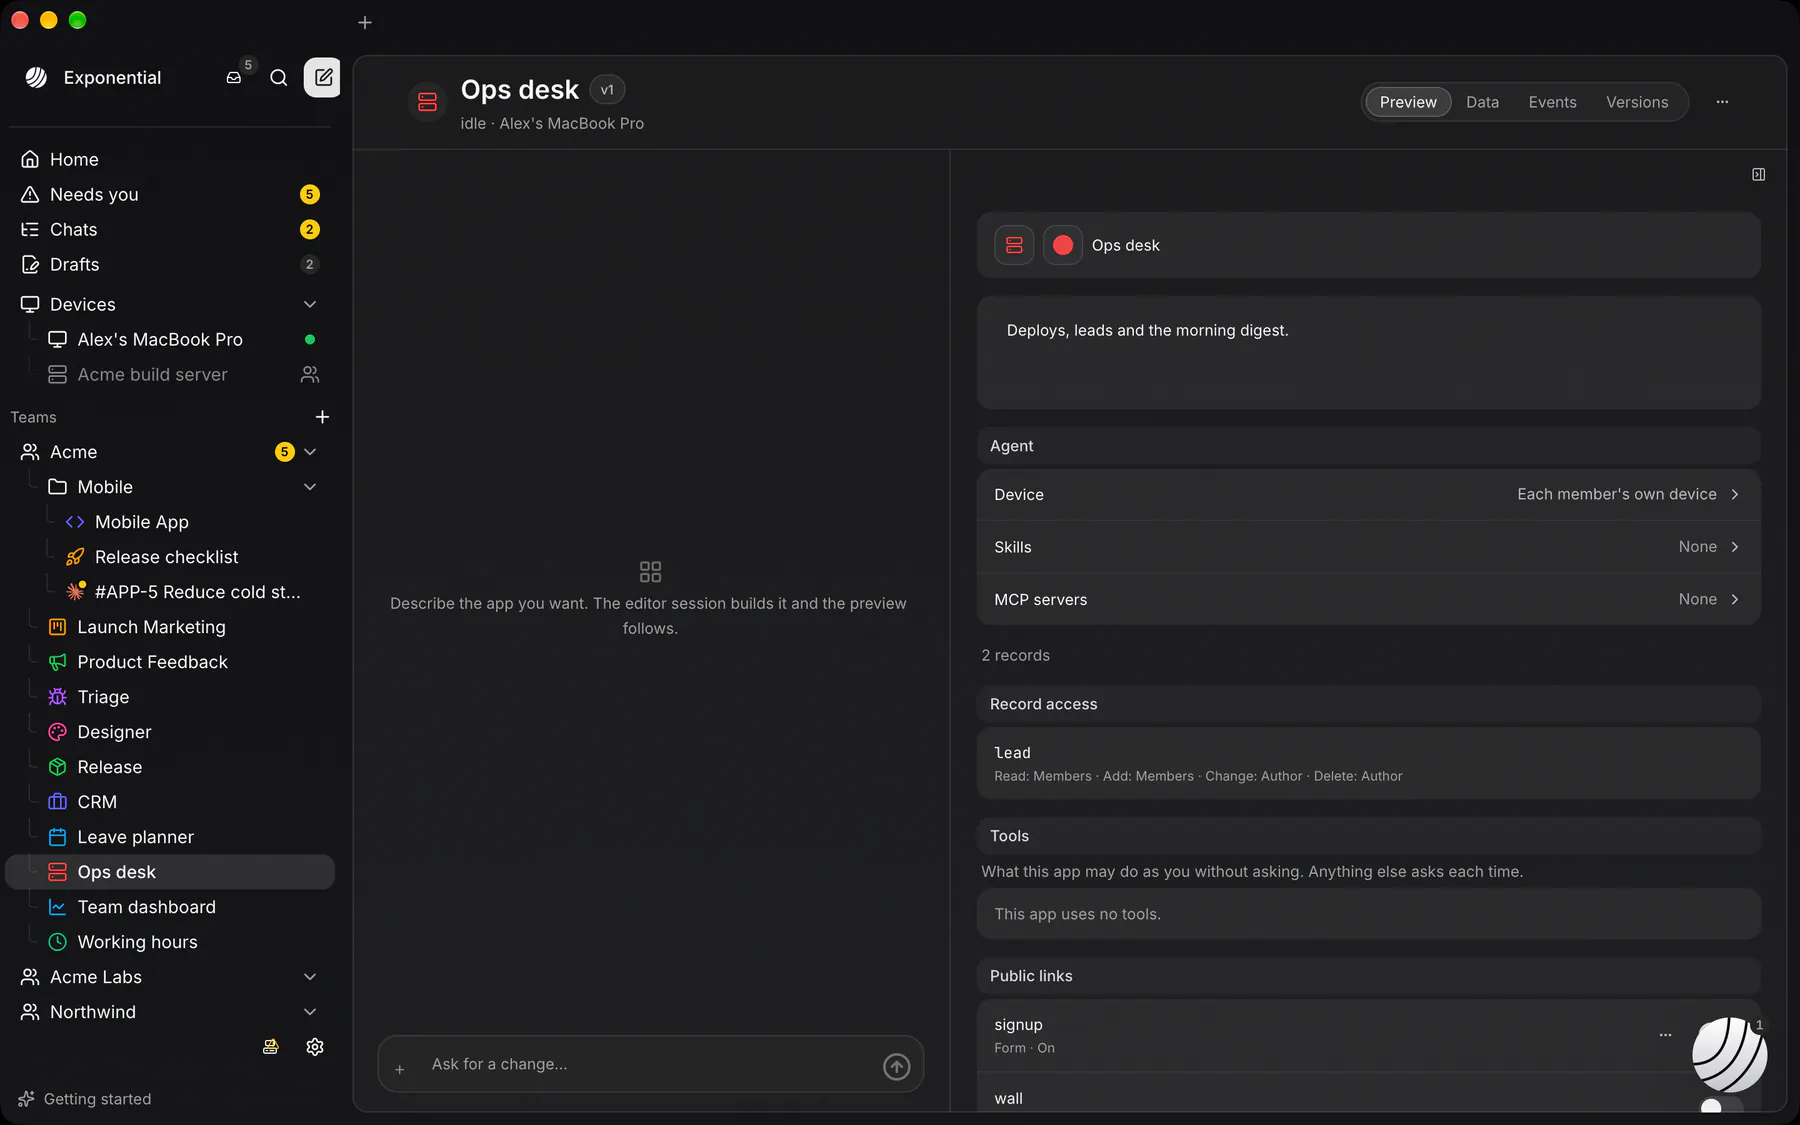 Exponential
5
Home
Needs you
5
Chats
2
Drafts
2
Devices
Alex's MacBook Pro
Acme build server
Teams
Acme
5
Mobile
Mobile App
Release checklist
#APP-5 Reduce cold st...
Launch Marketing
Product Feedback
Triage
Designer
Release
CRM
Leave planner
Ops desk
Team dashboard
Working hours
Acme Labs
Northwind
Getting started
Ops desk
v1
idle · Alex's MacBook Pro
Preview
Data
Events
Versions
Describe the app you want. The editor session builds it and the preview
follows.
Ask for a change...
Ops desk
Deploys, leads and the morning digest.
Agent
Device
Each member's own device
Skills
None
MCP servers
None
2 records
Record access
lead
Read: Members · Add: Members · Change: Author · Delete: Author
Tools
What this app may do as you without asking. Anything else asks each time.
This app uses no tools.
Public links
signup
Form · On
1
wall